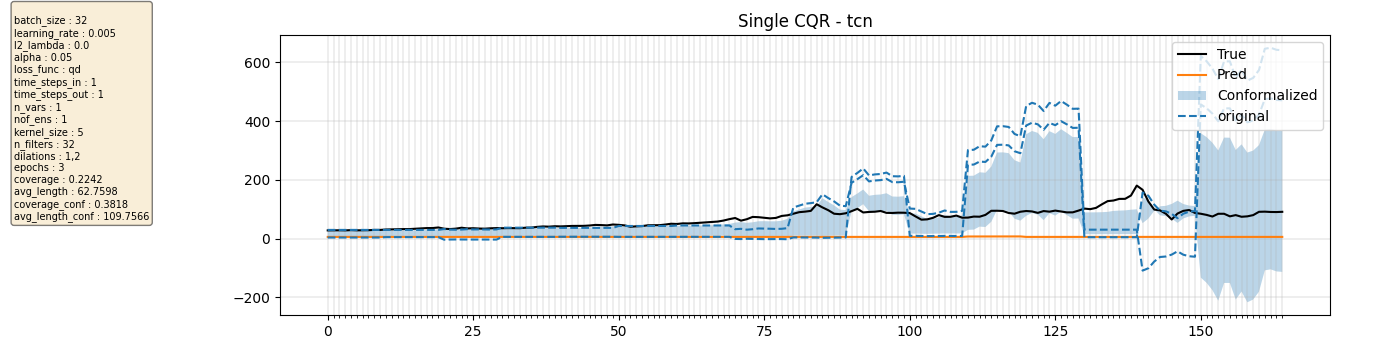 batch_size : 32
learning_rate : 0.005
l2_lambda : 0.0
alpha : 0.05
loss_func : qd
time_steps_in : 1
time_steps_out : 1
n_vars : 1
nof_ens : 1
kernel_size : 5
n_filters : 32
dilations : 1,2
epochs : 3
coverage : 0.2242
avg_length : 62.7598
coverage_conf : 0.3818
avg_length_conf : 109.7566
Single CQR - tcn
600
400
200
0
−200
0 25 50 75 100 125 150
True
Pred
Conformalized
original